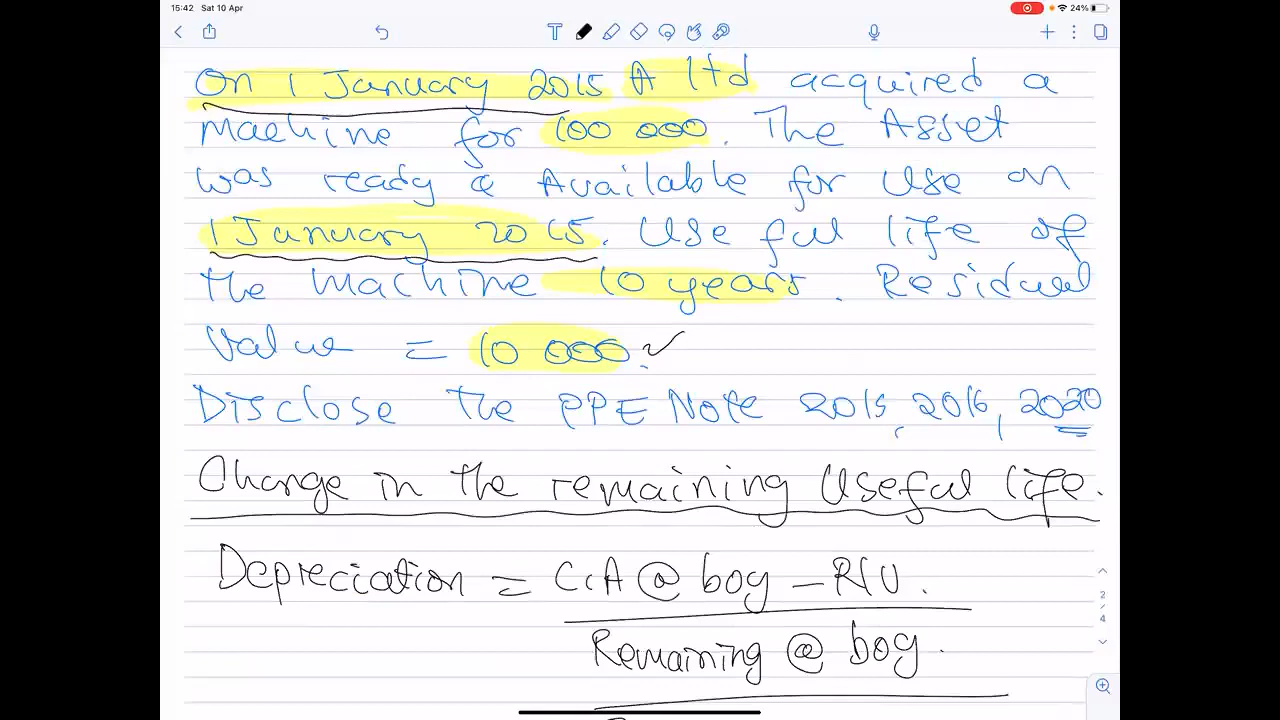 15:42 Sat 10 Apr
24%
On 1 January 2015 A ltd acquired a
machine for 100 000. The Asset
was ready & Available for use on
1 January 2015. Useful life of
the machine 10 years. Residual
Value = 10 000.
Disclose the PPE Note 2015, 2016, 2020
Change in the remaining useful life.
Depreciation = C.A @ boy - RV.
Remaining @ boy.
2
4